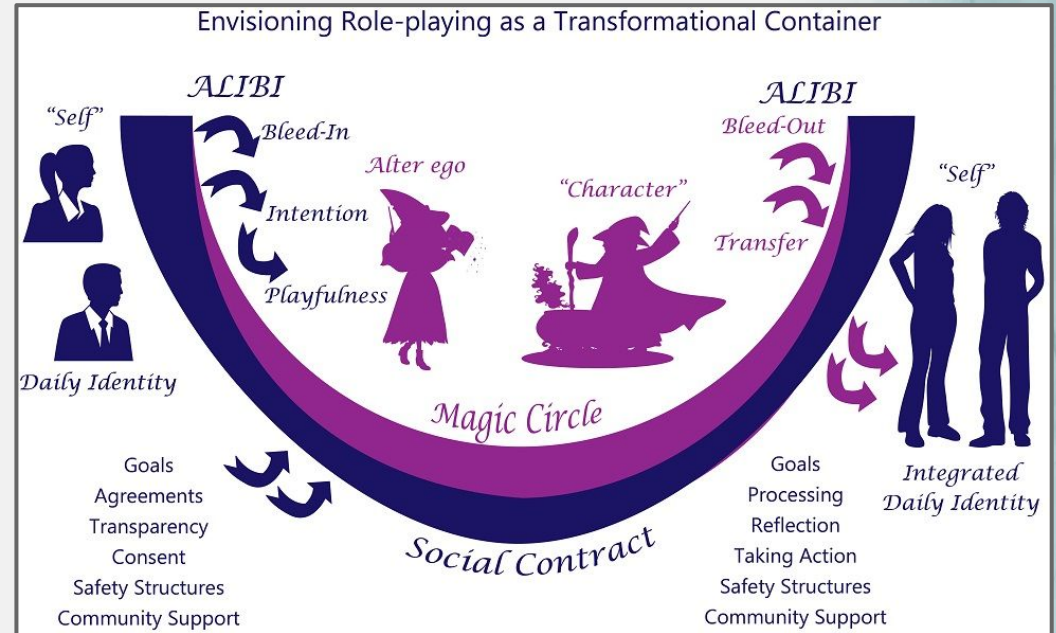 Envisioning Role-playing as a Transformational Container
ALIBI
"Self"
Bleed-In
Intention
Playfulness
Daily Identity
Alter ego
"Character"
ALIBI
Bleed-Out
Transfer
"Self"
Magic Circle
Social Contract
Goals
Agreements
Transparency
Consent
Safety Structures
Community Support
Goals
Processing
Reflection
Taking Action
Safety Structures
Community Support
Integrated
Daily Identity